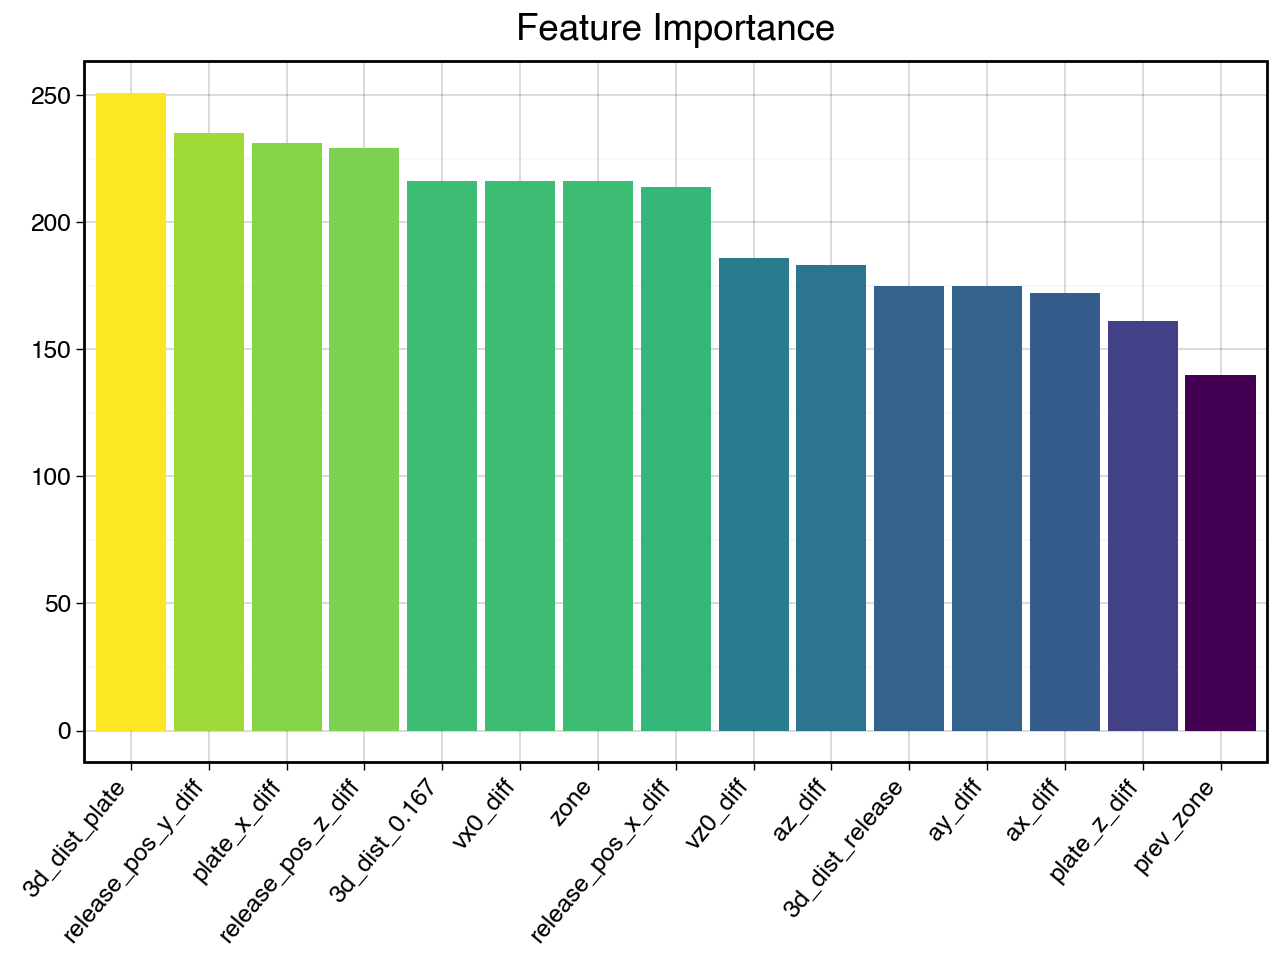 Feature Importance
250
200
150
100
50
0
3d_dist_plate
release_pos_y_diff
plate_x_diff
release_pos_z_diff
3d_dist_0.167
vx0_diff
zone
release_pos_x_diff
vz0_diff
az_diff
3d_dist_release
ay_diff
ax_diff
plate_z_diff
prev_zone